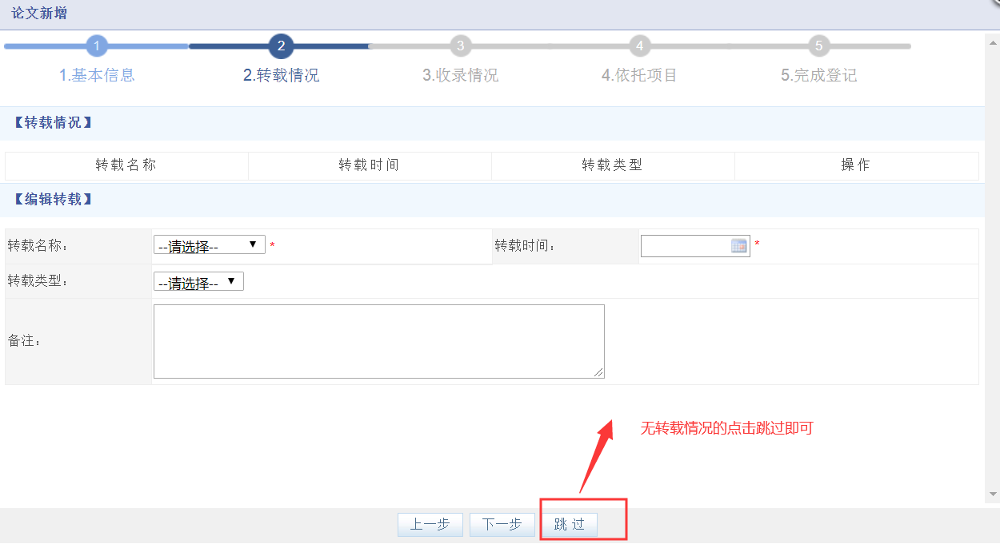 论文新增
1 2 3 4 5
1.基本信息 2.转载情况 3.收录情况 4.依托项目 5.完成登记
【转载情况】
转载名称 转载时间 转载类型 操作
【编辑转载】
转载名称： --请选择-- * 转载时间： *
转载类型： --请选择--
备注：
无转载情况的点击跳过即可
上一步 下一步 跳 过